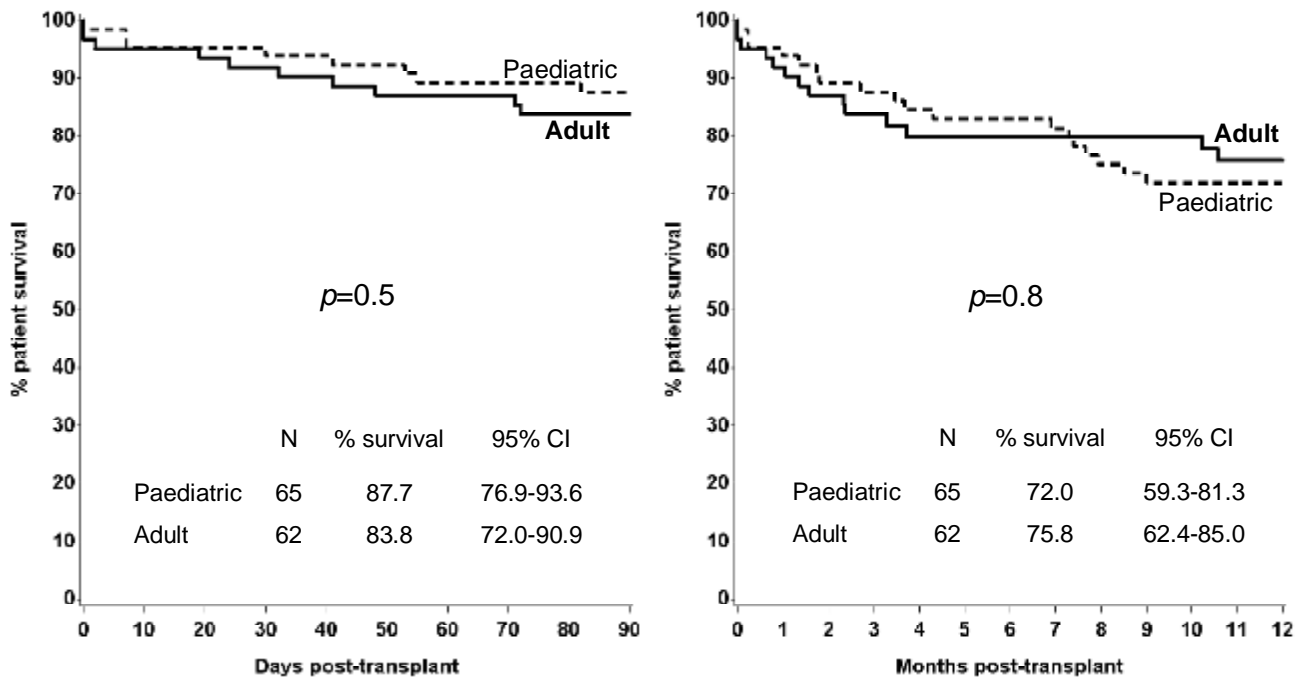 100
90
80
70
60
50
40
30
20
10
0
% patient survival
Paediatric
Adult
p=0.5
N % survival 95% CI
Paediatric 65 87.7 76.9-93.6
Adult 62 83.8 72.0-90.9
0 10 20 30 40 50 60 70 80 90
Days post-transplant
100
90
80
70
60
50
40
30
20
10
0
% patient survival
Adult
Paediatric
p=0.8
N % survival 95% CI
Paediatric 65 72.0 59.3-81.3
Adult 62 75.8 62.4-85.0
0 1 2 3 4 5 6 7 8 9 10 11 12
Months post-transplant